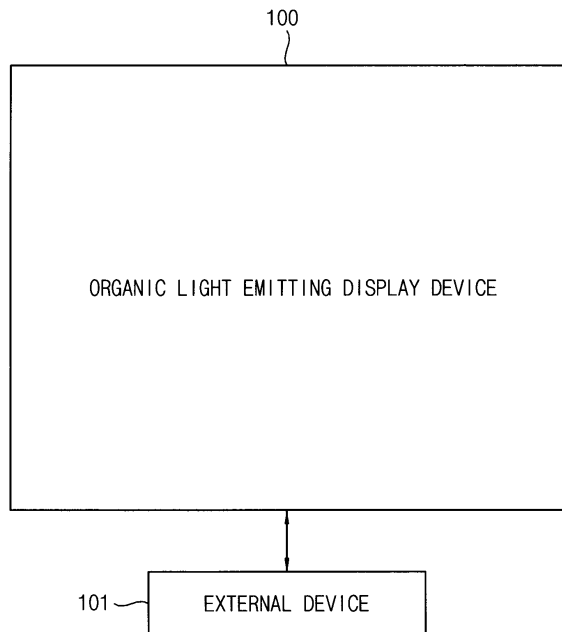 100
ORGANIC LIGHT EMITTING DISPLAY DEVICE
101
EXTERNAL DEVICE